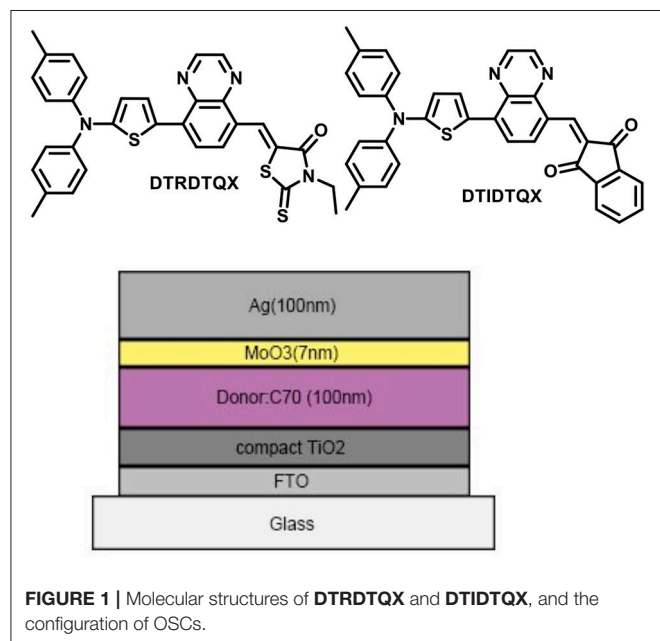 N
N
N
S
O
S
N
S
DTRDTQX
N
N
N
S
O
O
DTIDTQX
Ag(100nm)
MoO3(7nm)
Donor:C70 (100nm)
compact TiO2
FTO
Glass
FIGURE 1 | Molecular structures of DTRDTQX and DTIDTQX, and the
configuration of OSCs.